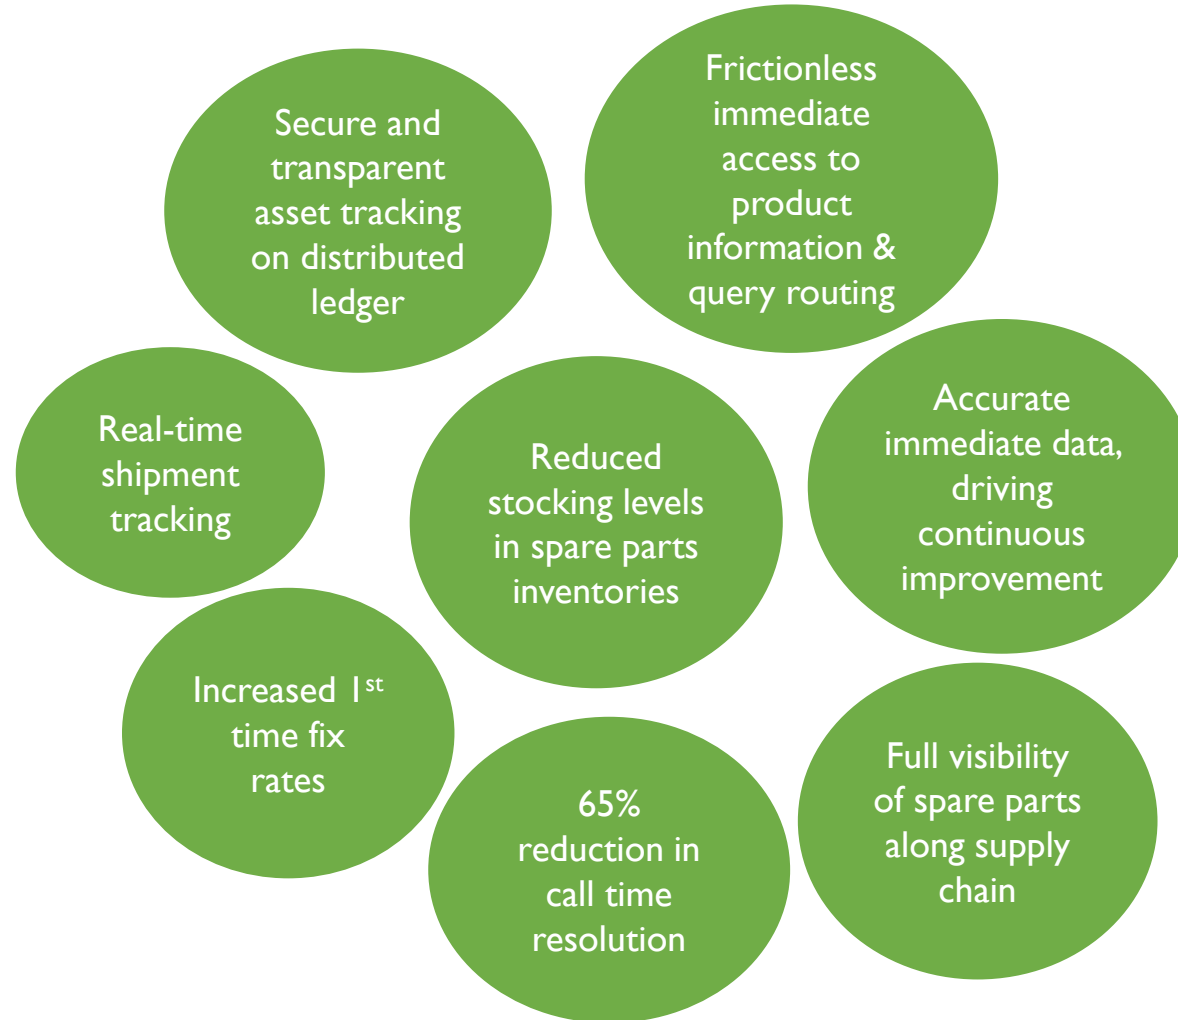 Secure and
transparent
asset tracking
on distributed
ledger
Frictionless
immediate
access to
product
information &
query routing
Real-time
shipment
tracking
Reduced
stocking levels
in spare parts
inventories
Accurate
immediate data,
driving
continuous
improvement
Increased 1st
time fix
rates
65%
reduction in
call time
resolution
Full visibility
of spare parts
along supply
chain